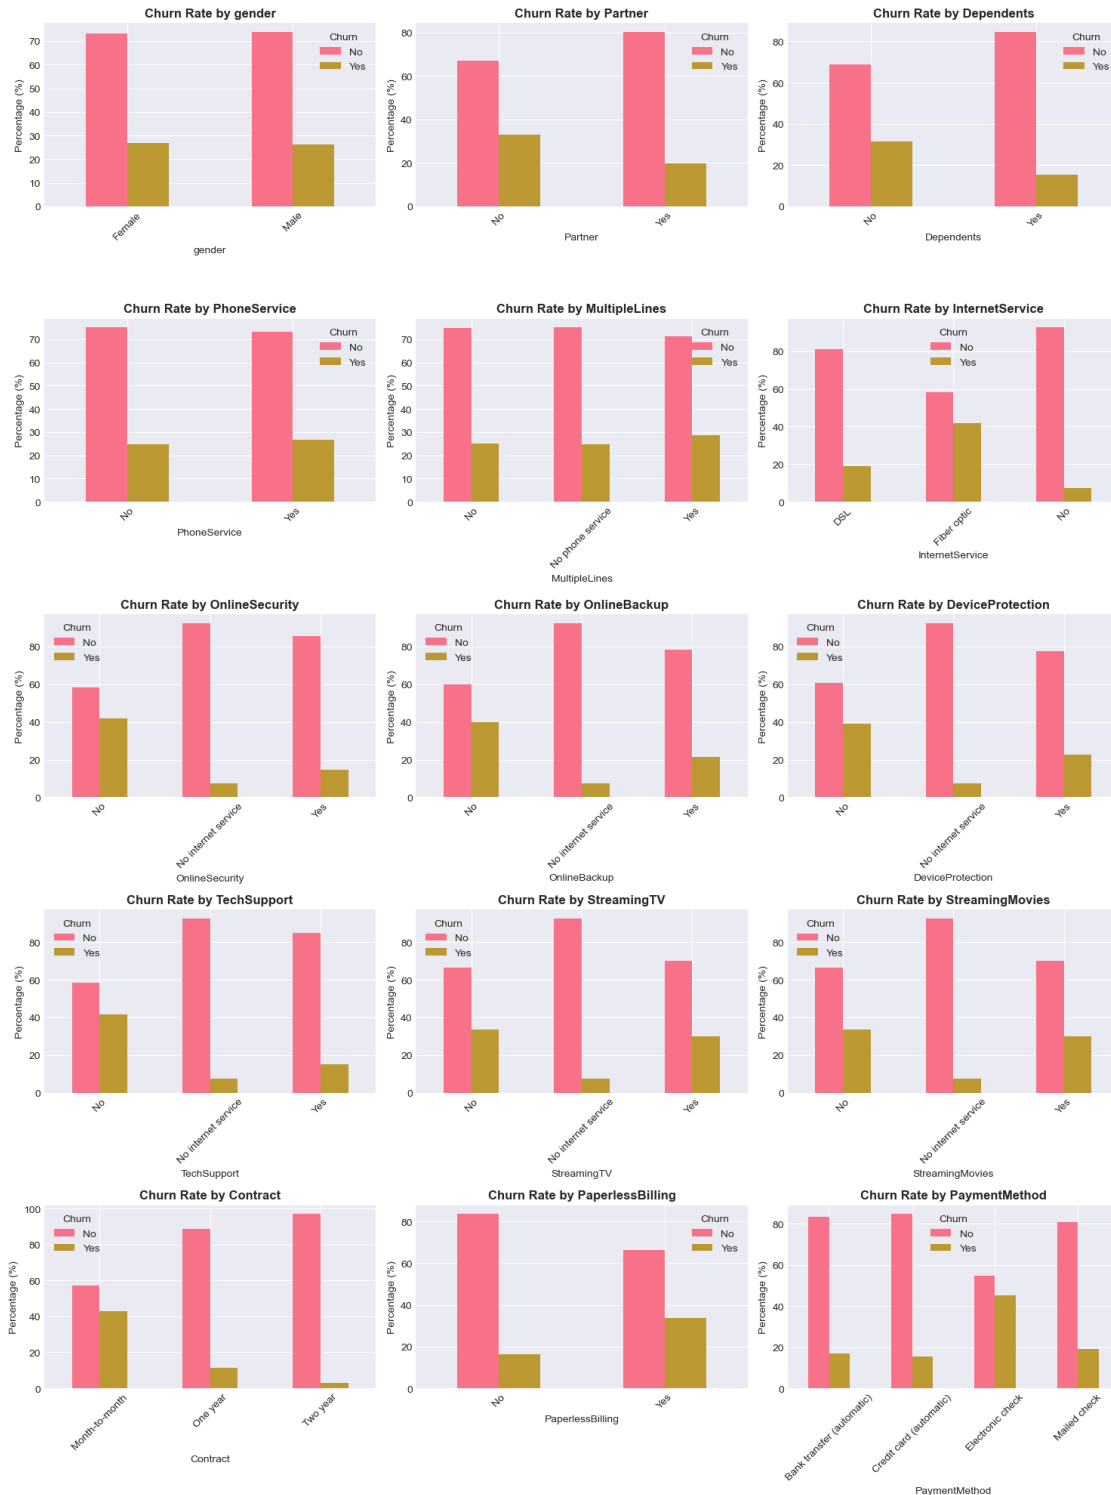 Churn Rate by gender
Percentage (%)
70
60
50
40
30
20
10
0
Churn
No
Yes
Female
Male
gender
Churn Rate by Partner
Percentage (%)
80
60
40
20
0
Churn
No
Yes
No
Yes
Partner
Churn Rate by Dependents
Percentage (%)
80
60
40
20
0
Churn
No
Yes
No
Yes
Dependents
Churn Rate by PhoneService
Percentage (%)
70
60
50
40
30
20
10
0
Churn
No
Yes
No
Yes
PhoneService
Churn Rate by MultipleLines
Percentage (%)
70
60
50
40
30
20
10
0
Churn
No
Yes
No
No phone service
Yes
MultipleLines
Churn Rate by InternetService
Percentage (%)
80
60
40
20
0
Churn
No
Yes
DSL
Fiber optic
No
InternetService
Churn Rate by OnlineSecurity
Percentage (%)
80
60
40
20
0
Churn
No
Yes
No
No internet service
Yes
OnlineSecurity
Churn Rate by OnlineBackup
Percentage (%)
80
60
40
20
0
Churn
No
Yes
No
No internet service
Yes
OnlineBackup
Churn Rate by DeviceProtection
Percentage (%)
80
60
40
20
0
Churn
No
Yes
No
No internet service
Yes
DeviceProtection
Churn Rate by TechSupport
Percentage (%)
80
60
40
20
0
Churn
No
Yes
No
No internet service
Yes
TechSupport
Churn Rate by StreamingTV
Percentage (%)
80
60
40
20
0
Churn
No
Yes
No
No internet service
Yes
StreamingTV
Churn Rate by StreamingMovies
Percentage (%)
80
60
40
20
0
Churn
No
Yes
No
No internet service
Yes
StreamingMovies
Churn Rate by Contract
Percentage (%)
100
80
60
40
20
0
Churn
No
Yes
Month-to-month
One year
Two year
Contract
Churn Rate by PaperlessBilling
Percentage (%)
80
60
40
20
0
Churn
No
Yes
No
Yes
PaperlessBilling
Churn Rate by PaymentMethod
Percentage (%)
80
60
40
20
0
Churn
No
Yes
Bank transfer (automatic)
Credit card (automatic)
Electronic check
Mailed check
PaymentMethod